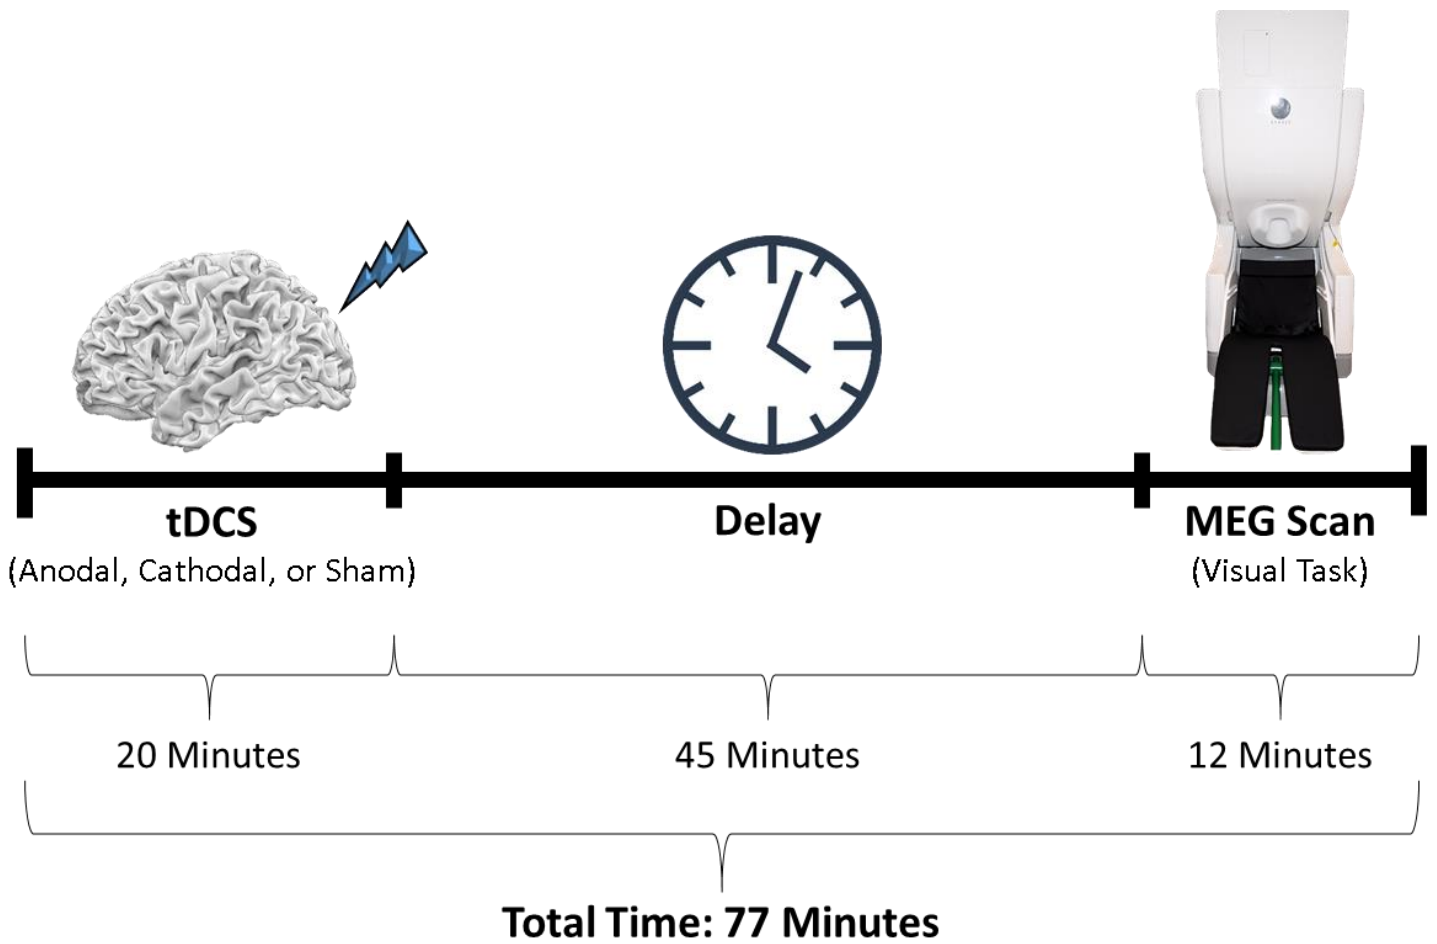 tDCS
(Anodal, Cathodal, or Sham)
Delay
MEG Scan
(Visual Task)
20 Minutes
45 Minutes
12 Minutes
Total Time: 77 Minutes